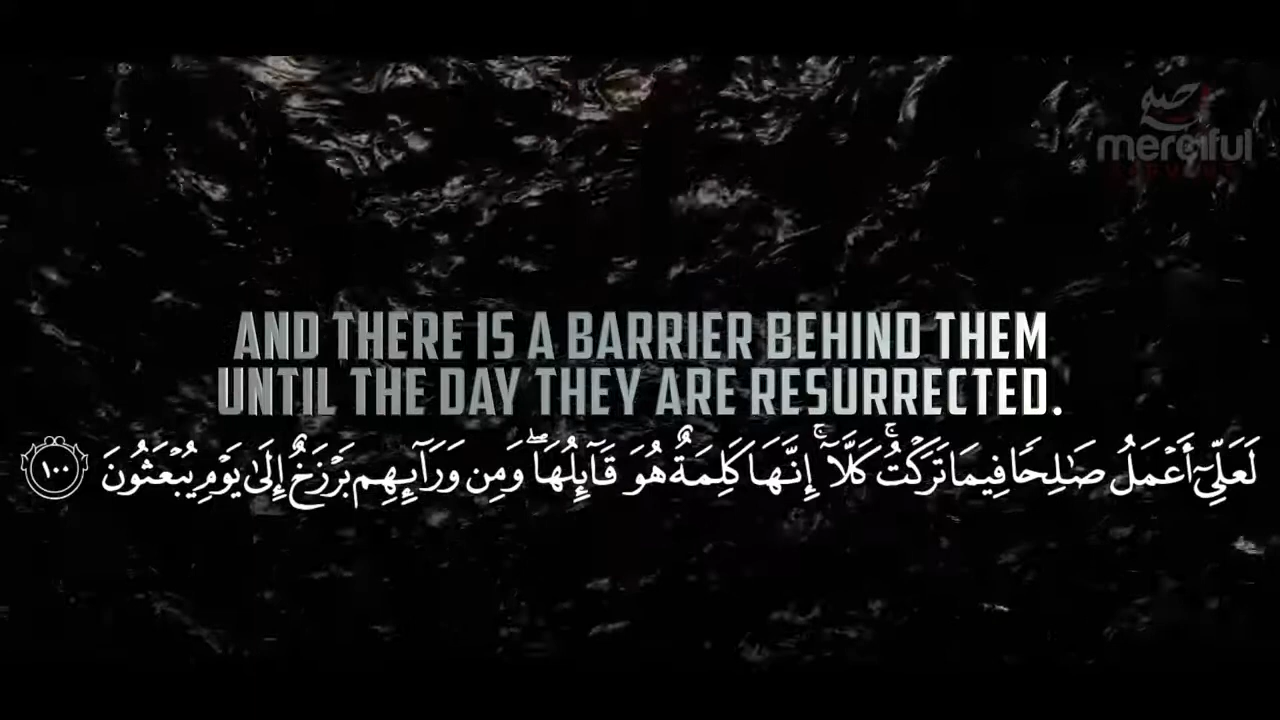 merciful
AND THERE IS A BARRIER BEHIND THEM
UNTIL THE DAY THEY ARE RESURRECTED.
لَعَلِّىٓ أَعْمَلُ صَٰلِحًا فِيمَا تَرَكْتُ ۚ كَلَّآ ۚ إِنَّهَا كَلِمَةٌ هُوَ قَآئِلُهَا ۖ وَمِن وَرَآئِهِم بَرْزَخٌ إِلَىٰ يَوْمِ يُبْعَثُونَ ١٠٠